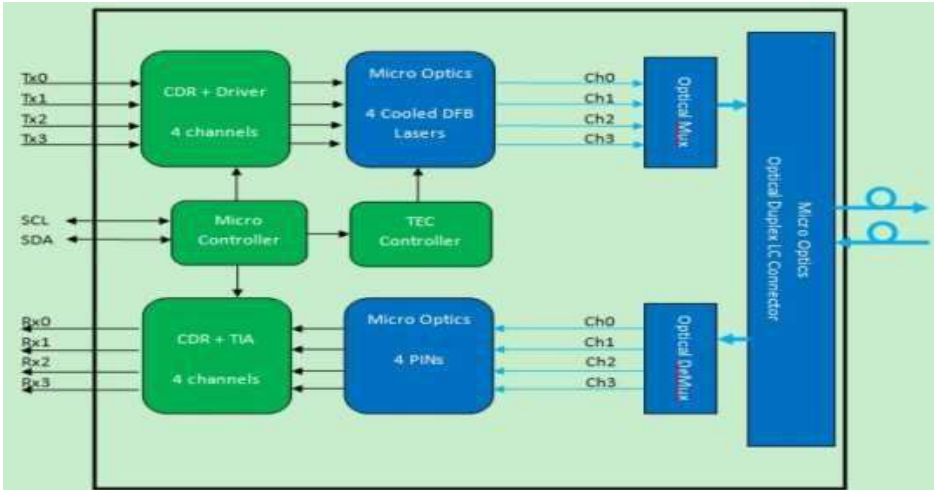 Tx0
Tx1
Tx2
Tx3
CDR + Driver
4 channels
Micro Optics
4 Cooled DFB
Lasers
Ch0
Ch1
Ch2
Ch3
Optical Mux
SCL
SDA
Micro
Controller
TEC
Controller
Micro Optics
Optical Duplex LC Connector
Rx0
Rx1
Rx2
Rx3
CDR + TIA
4 channels
Micro Optics
4 PINs
Ch0
Ch1
Ch2
Ch3
Optical DeMux